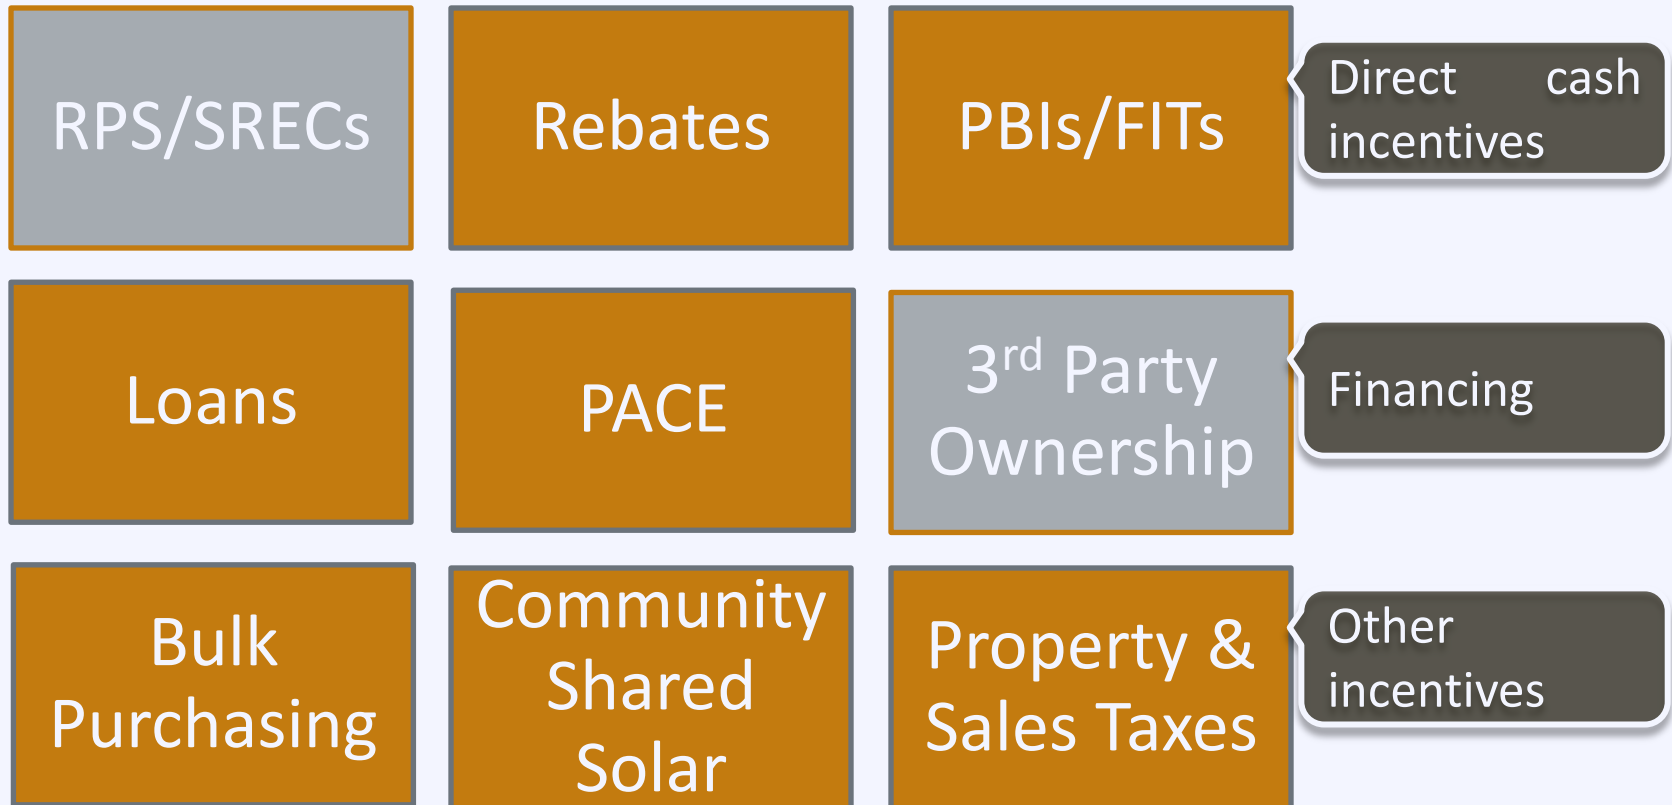 RPS/SRECs
Rebates
PBIs/FITs
Direct cash
incentives
Loans
PACE
3rd Party
Ownership
Financing
Bulk
Purchasing
Community
Shared
Solar
Property &
Sales Taxes
Other
incentives